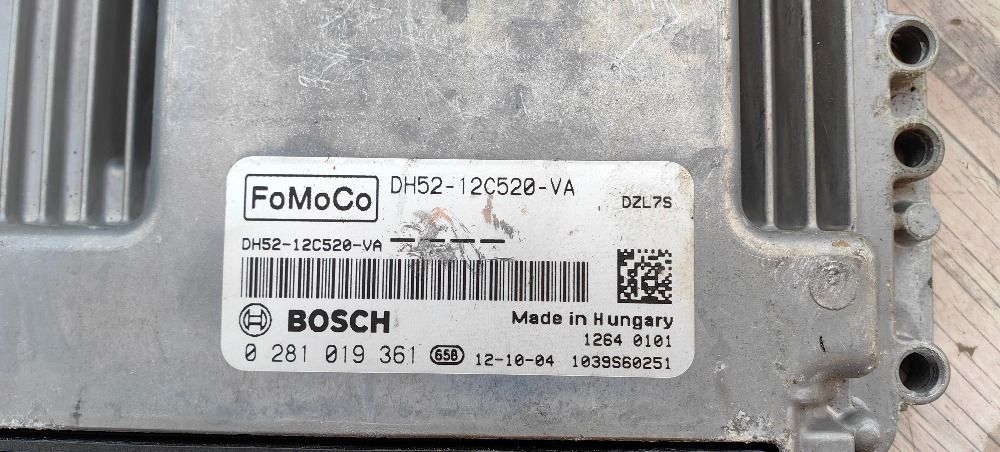 FoMoCo DH52-12C520-VA
DZL7S
DH52-12C520-VA ————
BOSCH Made in Hungary
1264 0101
0 281 019 361 656 12-10-04 1039S60251